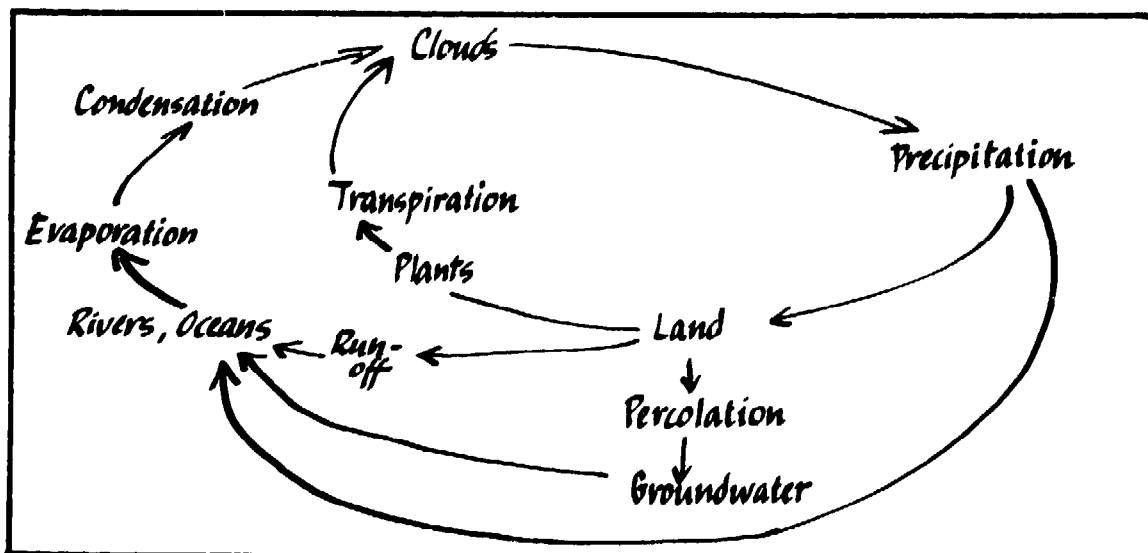 Clouds
Condensation
Precipitation
Transpiration
Evaporation
Plants
Rivers, Oceans
Run-
off
Land
Percolation
Groundwater